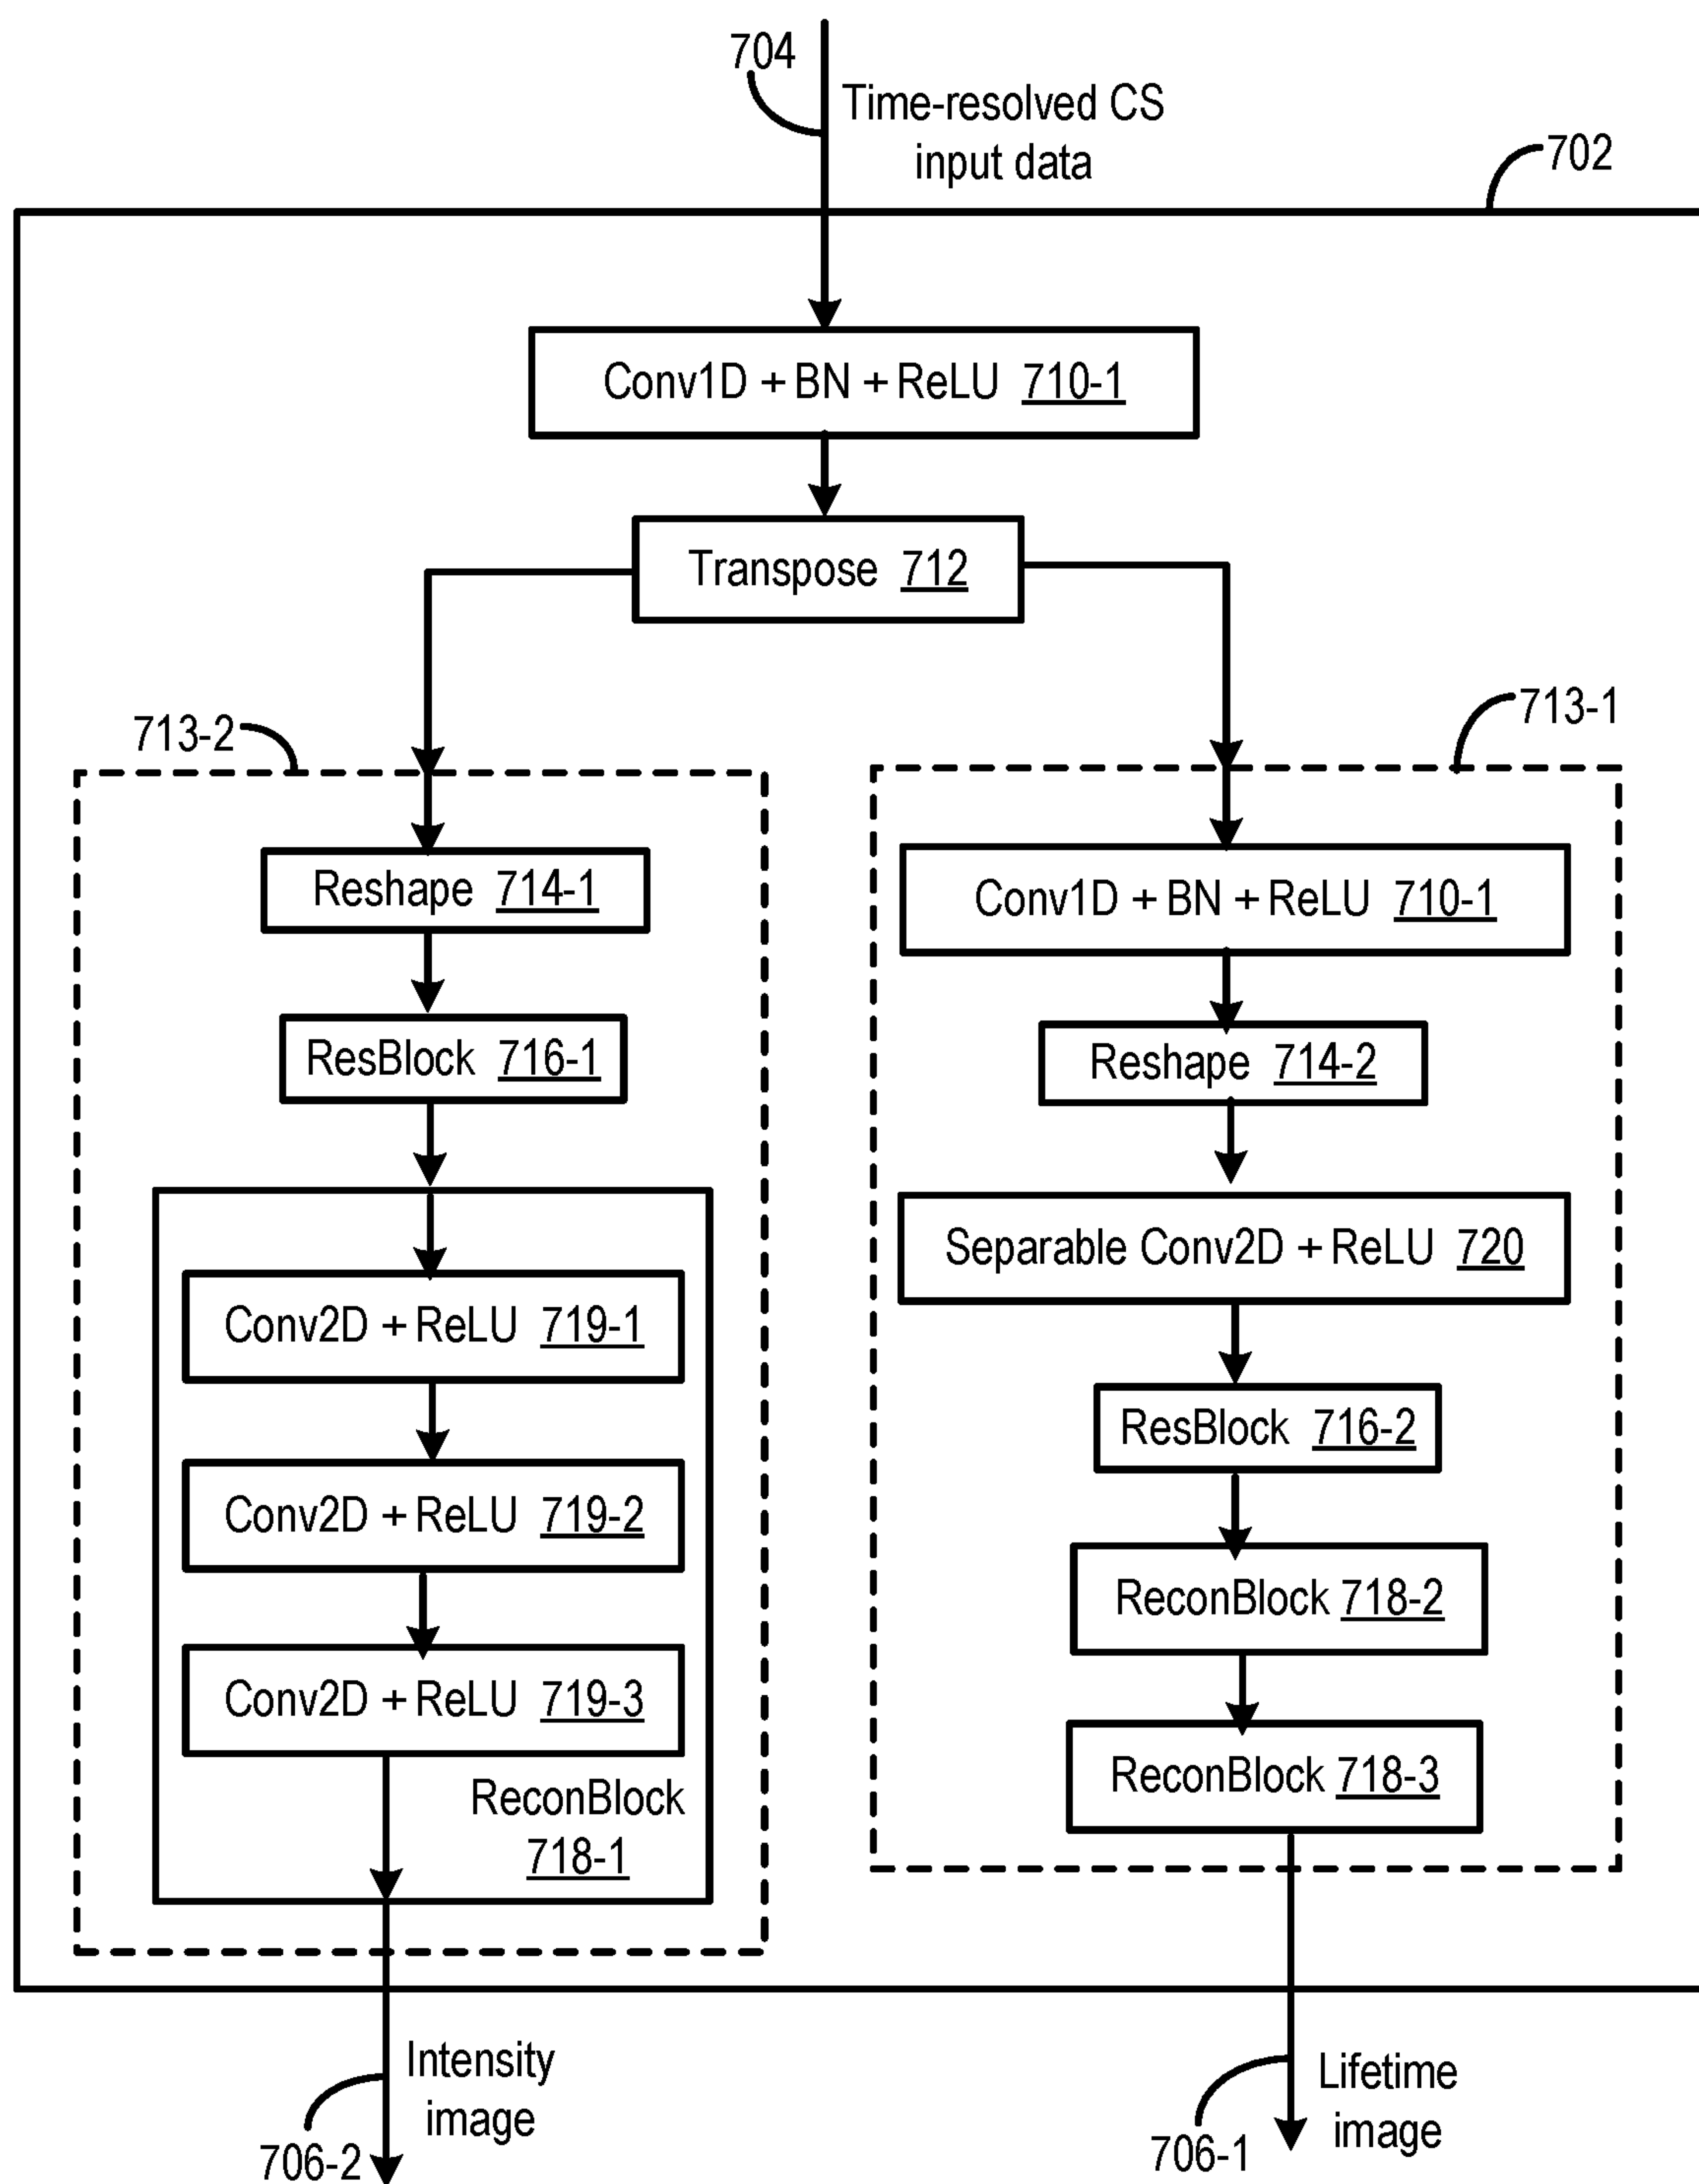 704
Time-resolved CS
input data
702
Conv1D + BN + ReLU 710-1
Transpose 712
713-2
713-1
Reshape 714-1
ResBlock 716-1
Conv2D + ReLU 719-1
Conv2D + ReLU 719-2
Conv2D + ReLU 719-3
ReconBlock
718-1
Conv1D + BN + ReLU 710-1
Reshape 714-2
Separable Conv2D + ReLU 720
ResBlock 716-2
ReconBlock 718-2
ReconBlock 718-3
Intensity
image
706-2
Lifetime
image
706-1